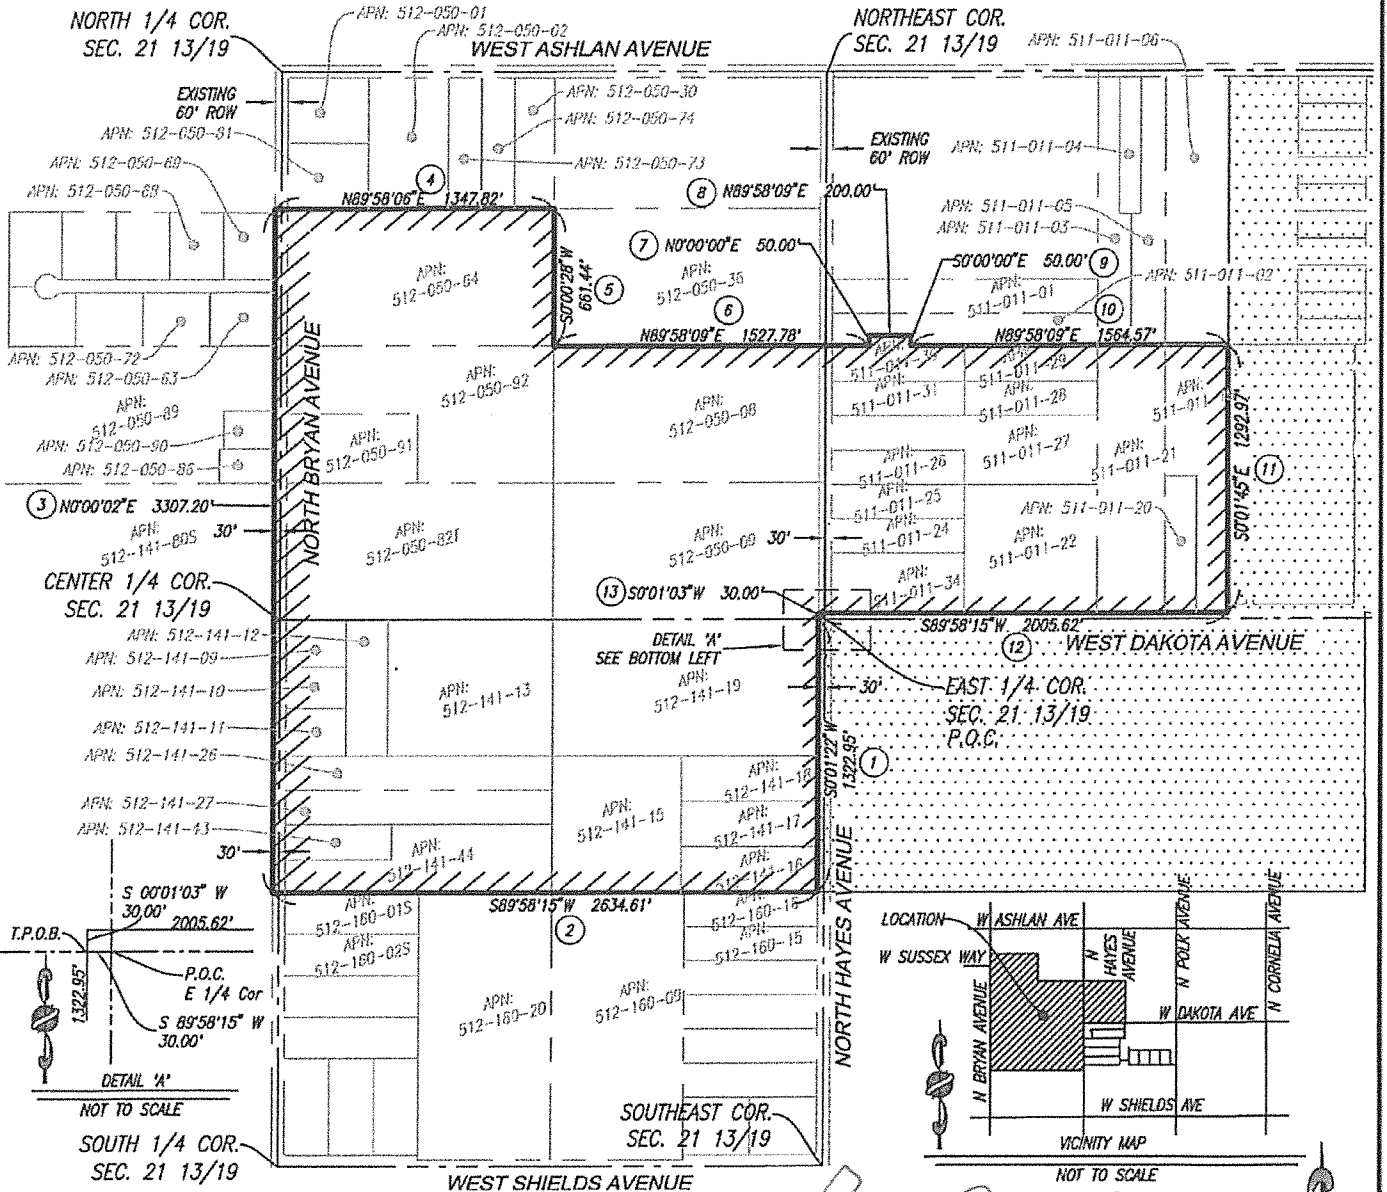 NORTH 1/4 COR.
SEC. 21 13/19
APN: 512-050-01
APN: 512-050-02
WEST ASHLAN AVENUE
NORTHEAST COR.
SEC. 21 13/19
APN: 511-011-06
EXISTING
60' ROW
APN: 512-050-81
APN: 512-050-69
APN: 512-050-68
APN: 512-050-30
APN: 512-050-74
APN: 512-050-73
EXISTING
60' ROW
APN: 511-011-04
4
N89°58'06"E 1347.82'
8
N89°58'09"E 200.00'
APN: 511-011-05
APN: 511-011-03
7
N0°00'00"E 50.00'
S0°00'00"E 50.00'
9
APN: 511-011-02
APN:
512-050-64
S0°00'28"W
661.44'
5
APN:
512-050-36
6
N89°58'09"E 1527.78'
APN:
511-011-01
10
N89°58'09"E 1564.57'
APN: 512-050-72
APN: 512-050-63
NORTH BRYAN AVENUE
APN:
512-050-92
APN:
512-050-08
APN:
APN:
511-011-31
511-011-29
APN:
511-011-28
APN:
511-011
APN:
512-050-89
APN: 512-050-90
APN: 512-050-86
APN:
512-050-91
APN:
511-011-27
APN:
511-011-21
APN:
511-011-26
APN:
511-011-25
APN:
511-011-24
APN:
511-011-34
APN:
511-011-22
APN: 511-011-20
S0°01'45"E 1292.97'
11
3
N0°00'02"E 3307.20'
APN:
512-141-80S
30'
APN:
512-050-82T
APN:
512-050-09
30'
CENTER 1/4 COR.
SEC. 21 13/19
13
S0°01'03"W 30.00'
S89°58'15"W 2005.62'
12
WEST DAKOTA AVENUE
DETAIL 'A'
SEE BOTTOM LEFT
APN: 512-141-12
APN: 512-141-09
APN: 512-141-10
APN: 512-141-11
APN: 512-141-26
APN: 512-141-27
APN: 512-141-43
30'
APN:
512-141-13
APN:
512-141-19
30'
EAST 1/4 COR.
SEC. 21 13/19
P.O.C.
S0°01'22"W
1322.95'
1
APN:
512-141-18
APN:
512-141-17
APN:
512-141-16
APN:
512-141-15
APN:
512-141-44
S89°58'15"W 2634.61'
2
NORTH HAYES AVENUE
APN:
512-160-01S
APN:
512-160-02S
APN:
512-160-16
APN:
512-160-15
APN:
512-160-20
APN:
512-160-09
S 00°01'03" W
30.00'
2005.62'
T.P.O.B.
1322.95'
P.O.C.
E 1/4 Cor
S 89°58'15" W
30.00'
DETAIL 'A'
NOT TO SCALE
LOCATION
W ASHLAN AVE
W SUSSEX WAY
N BRYAN AVENUE
N
HAYES
AVENUE
N POLK AVENUE
N CORNELIA AVENUE
W DAKOTA AVE
W SHIELDS AVE
VICINITY MAP
NOT TO SCALE
SOUTH 1/4 COR.
SEC. 21 13/19
SOUTHEAST COR.
SEC. 21 13/19
WEST SHIELDS AVENUE